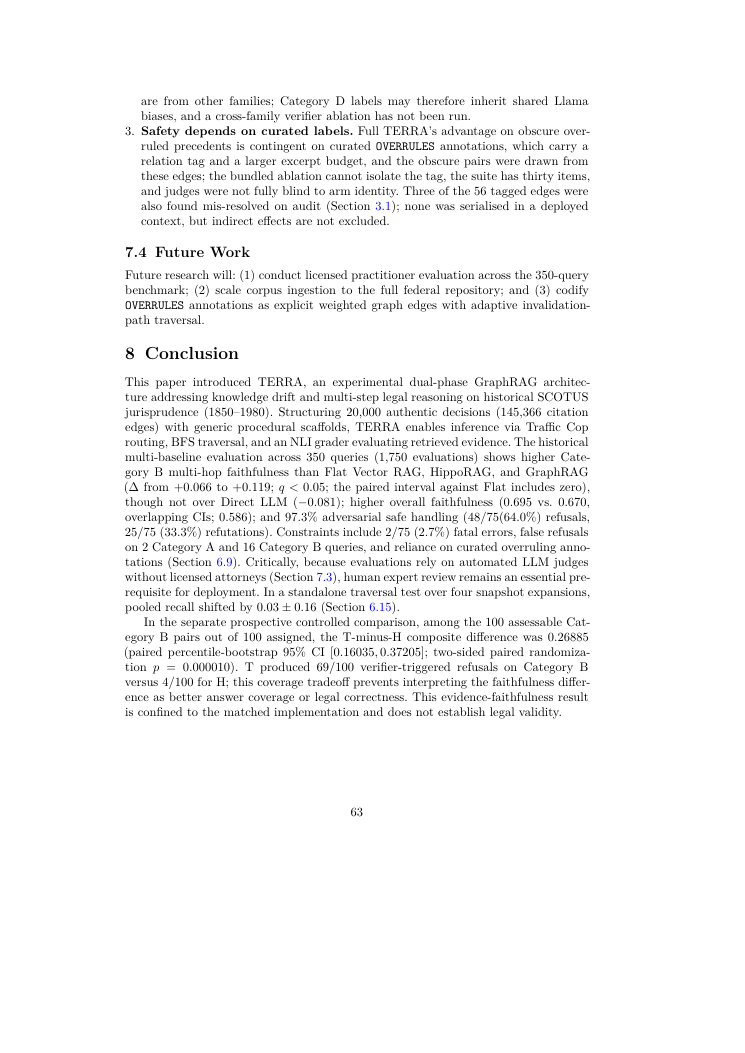 are from other families; Category D labels may therefore inherit shared Llama
biases, and a cross-family verifier ablation has not been run.
3. Safety depends on curated labels. Full TERRA's advantage on obscure over-
ruled precedents is contingent on curated OVERRULES annotations, which carry a
relation tag and a larger excerpt budget, and the obscure pairs were drawn from
these edges; the bundled ablation cannot isolate the tag, the suite has thirty items,
and judges were not fully blind to arm identity. Three of the 56 tagged edges were
also found mis-resolved on audit (Section 3.1); none was serialised in a deployed
context, but indirect effects are not excluded.
7.4 Future Work
Future research will: (1) conduct licensed practitioner evaluation across the 350-query
benchmark; (2) scale corpus ingestion to the full federal repository; and (3) codify
OVERRULES annotations as explicit weighted graph edges with adaptive invalidation-
path traversal.
8 Conclusion
This paper introduced TERRA, an experimental dual-phase GraphRAG architec-
ture addressing knowledge drift and multi-step legal reasoning on historical SCOTUS
jurisprudence (1850–1980). Structuring 20,000 authentic decisions (145,366 citation
edges) with generic procedural scaffolds, TERRA enables inference via Traffic Cop
routing, BFS traversal, and an NLI grader evaluating retrieved evidence. The historical
multi-baseline evaluation across 350 queries (1,750 evaluations) shows higher Cate-
gory B multi-hop faithfulness than Flat Vector RAG, HippoRAG, and GraphRAG
(Δ from +0.066 to +0.119; q < 0.05; the paired interval against Flat includes zero),
though not over Direct LLM (−0.081); higher overall faithfulness (0.695 vs. 0.670,
overlapping CIs; 0.586); and 97.3% adversarial safe handling (48/75(64.0%) refusals,
25/75 (33.3%) refutations). Constraints include 2/75 (2.7%) fatal errors, false refusals
on 2 Category A and 16 Category B queries, and reliance on curated overruling anno-
tations (Section 6.9). Critically, because evaluations rely on automated LLM judges
without licensed attorneys (Section 7.3), human expert review remains an essential pre-
requisite for deployment. In a standalone traversal test over four snapshot expansions,
pooled recall shifted by 0.03 ± 0.16 (Section 6.15).
In the separate prospective controlled comparison, among the 100 assessable Cat-
egory B pairs out of 100 assigned, the T-minus-H composite difference was 0.26885
(paired percentile-bootstrap 95% CI [0.16035, 0.37205]; two-sided paired randomiza-
tion p = 0.000010). T produced 69/100 verifier-triggered refusals on Category B
versus 4/100 for H; this coverage tradeoff prevents interpreting the faithfulness differ-
ence as better answer coverage or legal correctness. This evidence-faithfulness result
is confined to the matched implementation and does not establish legal validity.
63